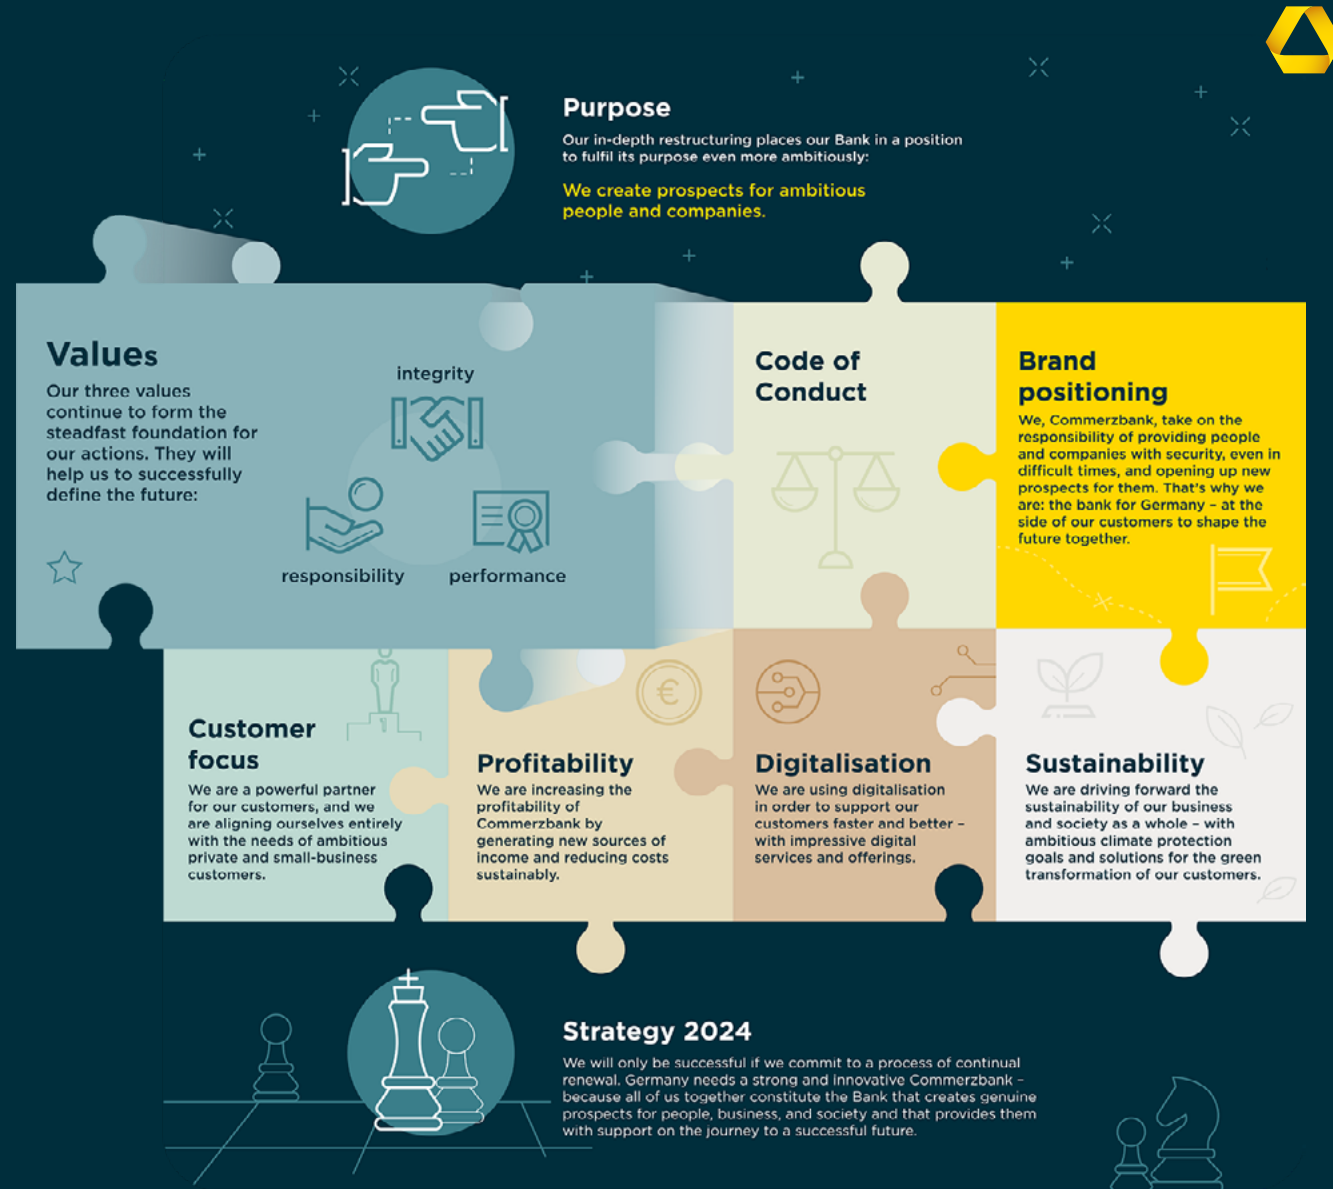 Purpose
Our in-depth restructuring places our Bank in a position
to fulfil its purpose even more ambitiously:
We create prospects for ambitious
people and companies.
Values
Our three values
continue to form the
steadfast foundation for
our actions. They will
help us to successfully
define the future:
integrity
responsibility
performance
Code of
Conduct
Brand
positioning
We, Commerzbank, take on the
responsibility of providing people
and companies with security, even in
difficult times, and opening up new
prospects for them. That's why we
are: the bank for Germany – at the
side of our customers to shape the
future together.
Customer
focus
We are a powerful partner
for our customers, and we
are aligning ourselves entirely
with the needs of ambitious
private and small-business
customers.
1
€
Profitability
We are increasing the
profitability of
Commerzbank by
generating new sources of
income and reducing costs
sustainably.
Digitalisation
We are using digitalisation
in order to support our
customers faster and better –
with impressive digital
services and offerings.
Sustainability
We are driving forward the
sustainability of our business
and society as a whole – with
ambitious climate protection
goals and solutions for the green
transformation of our customers.
Strategy 2024
We will only be successful if we commit to a process of continual
renewal. Germany needs a strong and innovative Commerzbank –
because all of us together constitute the Bank that creates genuine
prospects for people, business, and society and that provides them
with support on the journey to a successful future.